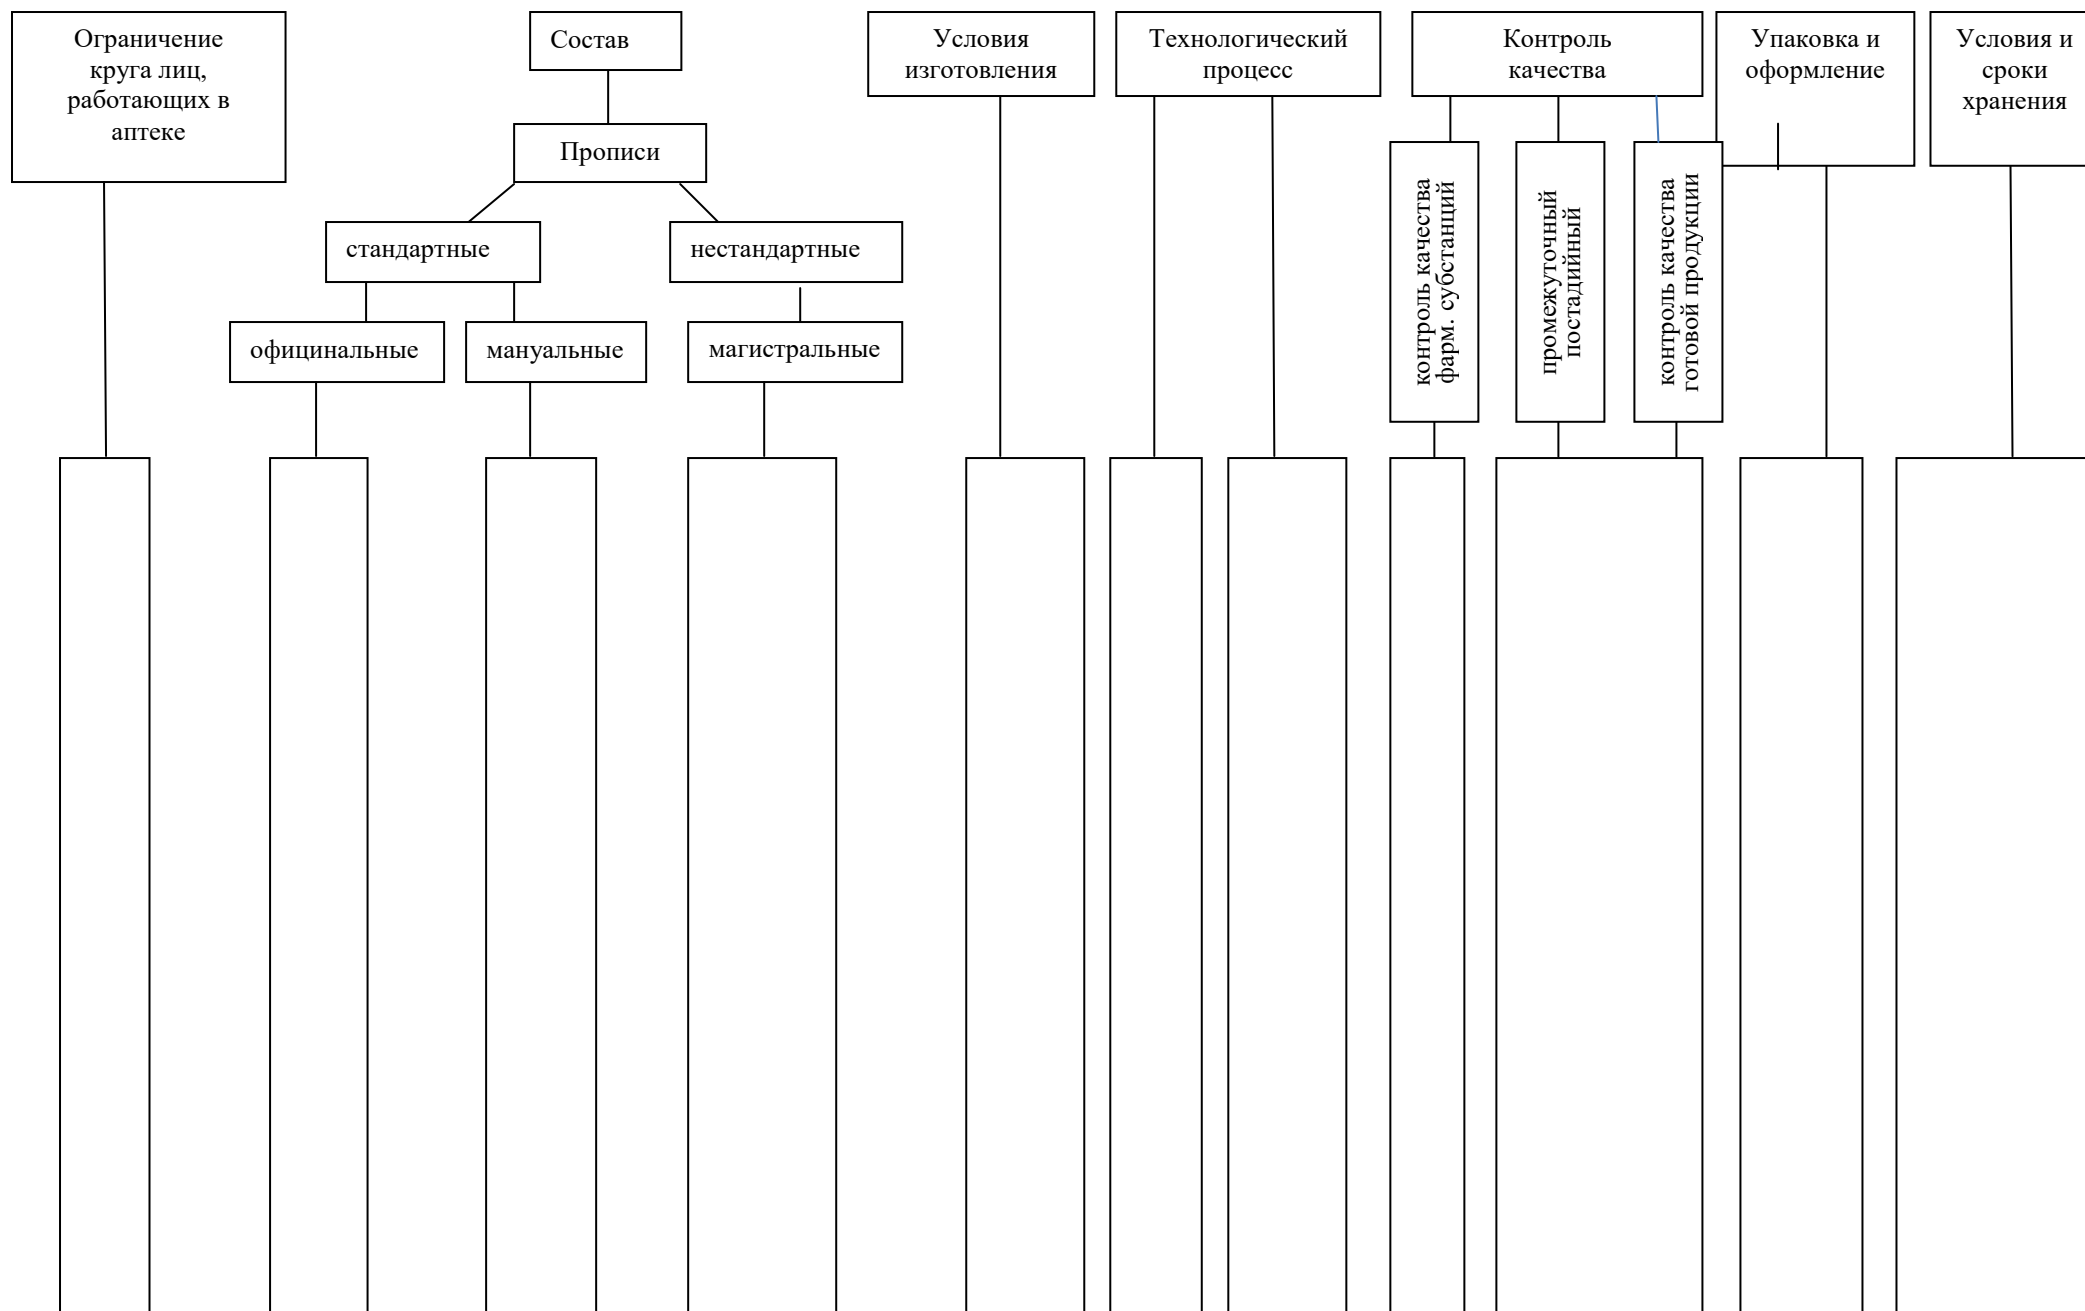 Ограничение
круга лиц,
работающих в
аптеке
Состав
Условия
изготовления
Технологический
процесс
Контроль
качества
Упаковка и
оформление
Условия и
сроки
хранения
Прописи
стандартные
нестандартные
официнальные
мануальные
магистральные
контроль качества
фарм. субстанций
промежуточный
постадийный
контроль качества
готовой продукции